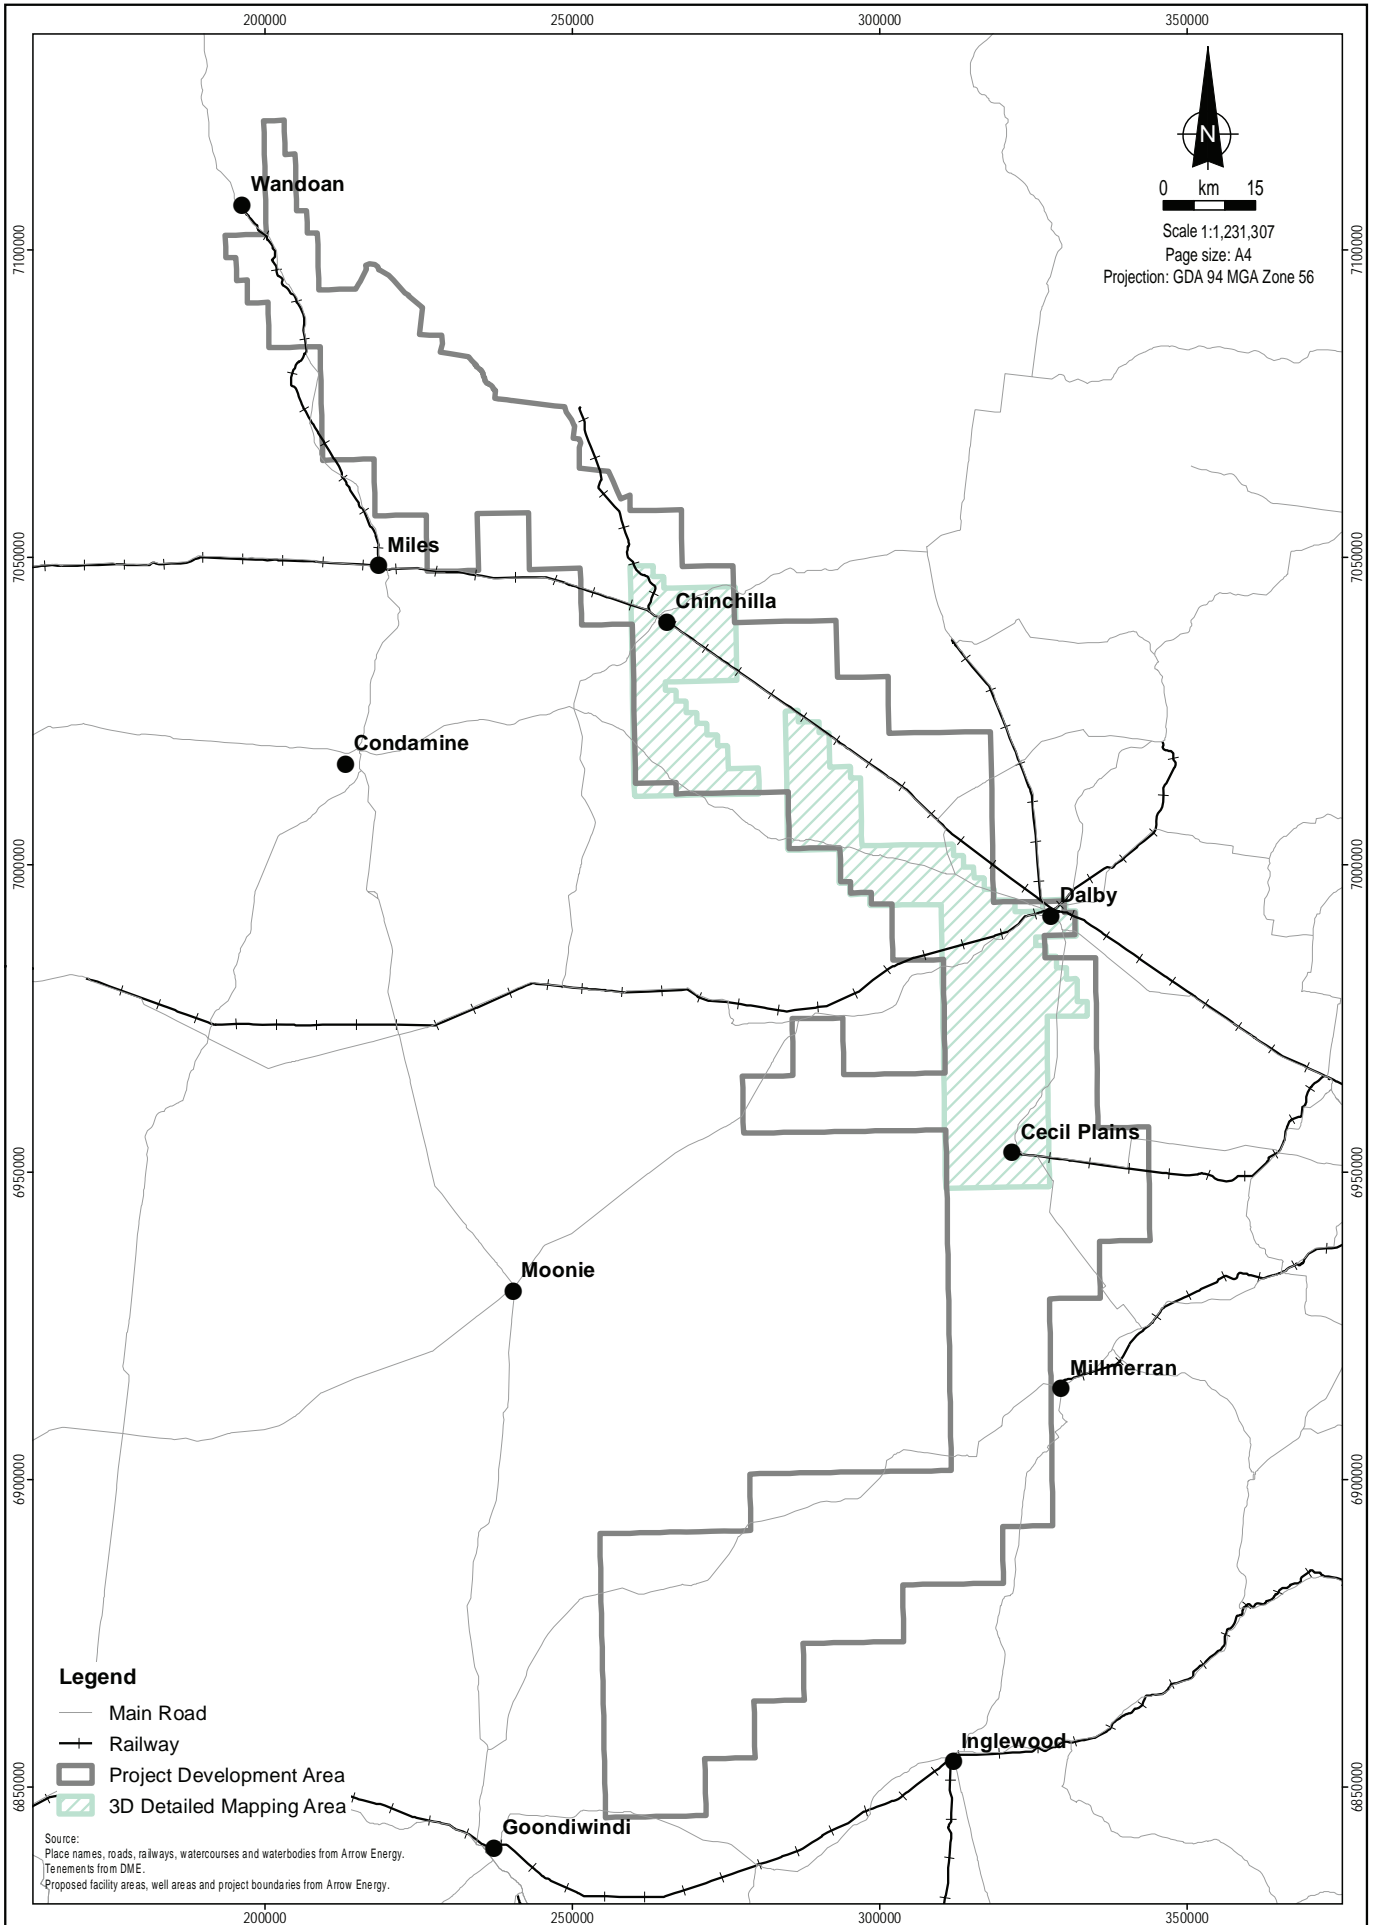 200000 250000 300000 350000
N
0 km 15
Scale 1:1,231,307
Page size: A4
Projection: GDA 94 MGA Zone 56
Wandoan
7100000 7100000
Miles
7050000 7050000
Chinchilla
Condamine
7000000 7000000
Dalby
Cecil Plains
6950000 6950000
Moonie
Millmerran
6900000 6900000
Inglewood
6850000 6850000
Goondiwindi
Legend
Main Road
Railway
Project Development Area
3D Detailed Mapping Area
Source:
Place names, roads, railways, watercourses and waterbodies from Arrow Energy.
Tenements from DME.
Proposed facility areas, well areas and project boundaries from Arrow Energy.
200000 250000 300000 350000